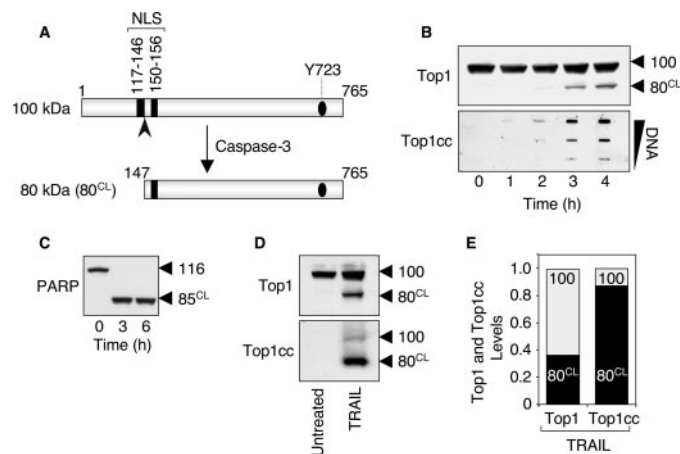 A
NLS
117-146
150-156
Y723
1
765
100 kDa
Caspase-3
147
765
80 kDa (80CL)
B
Top1
100
80CL
Top1cc
DNA
0 1 2 3 4
Time (h)
C
PARP
116
85CL
0 3 6
Time (h)
D
Top1
100
80CL
Top1cc
100
80CL
Untreated
TRAIL
E
Top1 and Top1cc
Levels
1.0
0.8
0.6
0.4
0.2
0
100
100
80CL
80CL
Top1 Top1cc
TRAIL